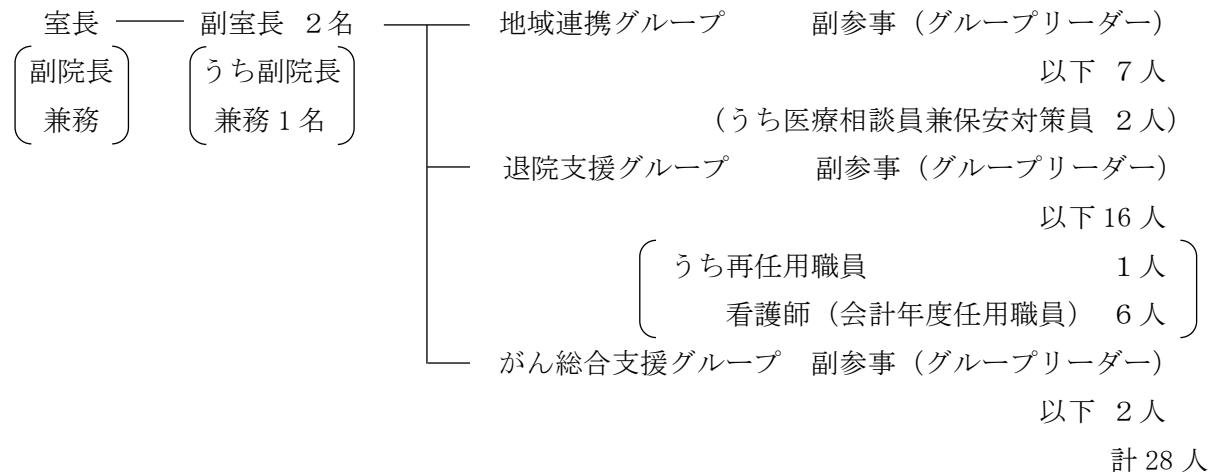 室長 副室長 2名 地域連携グループ 副参事（グループリーダー）
副院長 うち副院長 以下 7人
兼務 兼務1名 （うち医療相談員兼保安対策員 2人）
退院支援グループ 副参事（グループリーダー）
以下16人
うち再任用職員 1人
看護師（会計年度任用職員） 6人
がん総合支援グループ 副参事（グループリーダー）
以下 2人
計28人